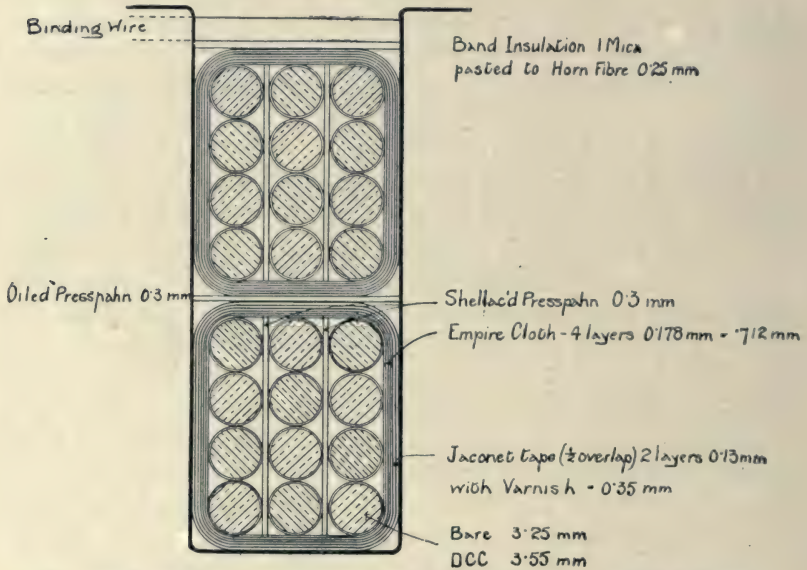 Binding Wire
Band Insulation 1 Mica
pasted to Horn Fibre 0·25 mm
Oiled Presspahn 0·3 mm
Shellac'd Presspahn 0·3 mm
Empire Cloth - 4 layers 0·178 mm = ·712 mm
Jaconet tape (½ overlap) 2 layers 0·13 mm
with Varnish = 0·35 mm
Bare 3·25 mm
DCC 3·55 mm